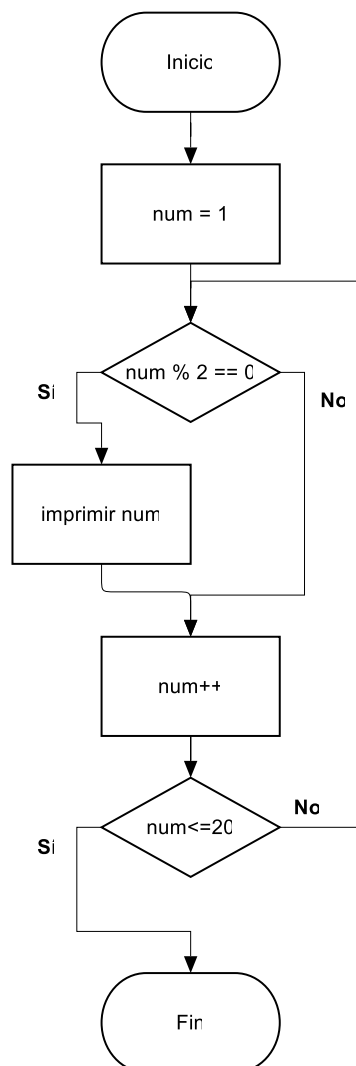 Inicio
num = 1
num % 2 == 0
Si
No
imprimir num
num++
num<=20
No
Si
Fin